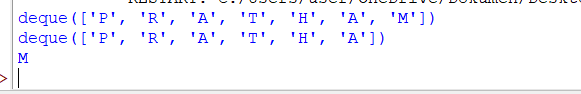 deque(['P', 'R', 'A', 'T', 'H', 'A', 'M'])
deque(['P', 'R', 'A', 'T', 'H', 'A'])
M
>